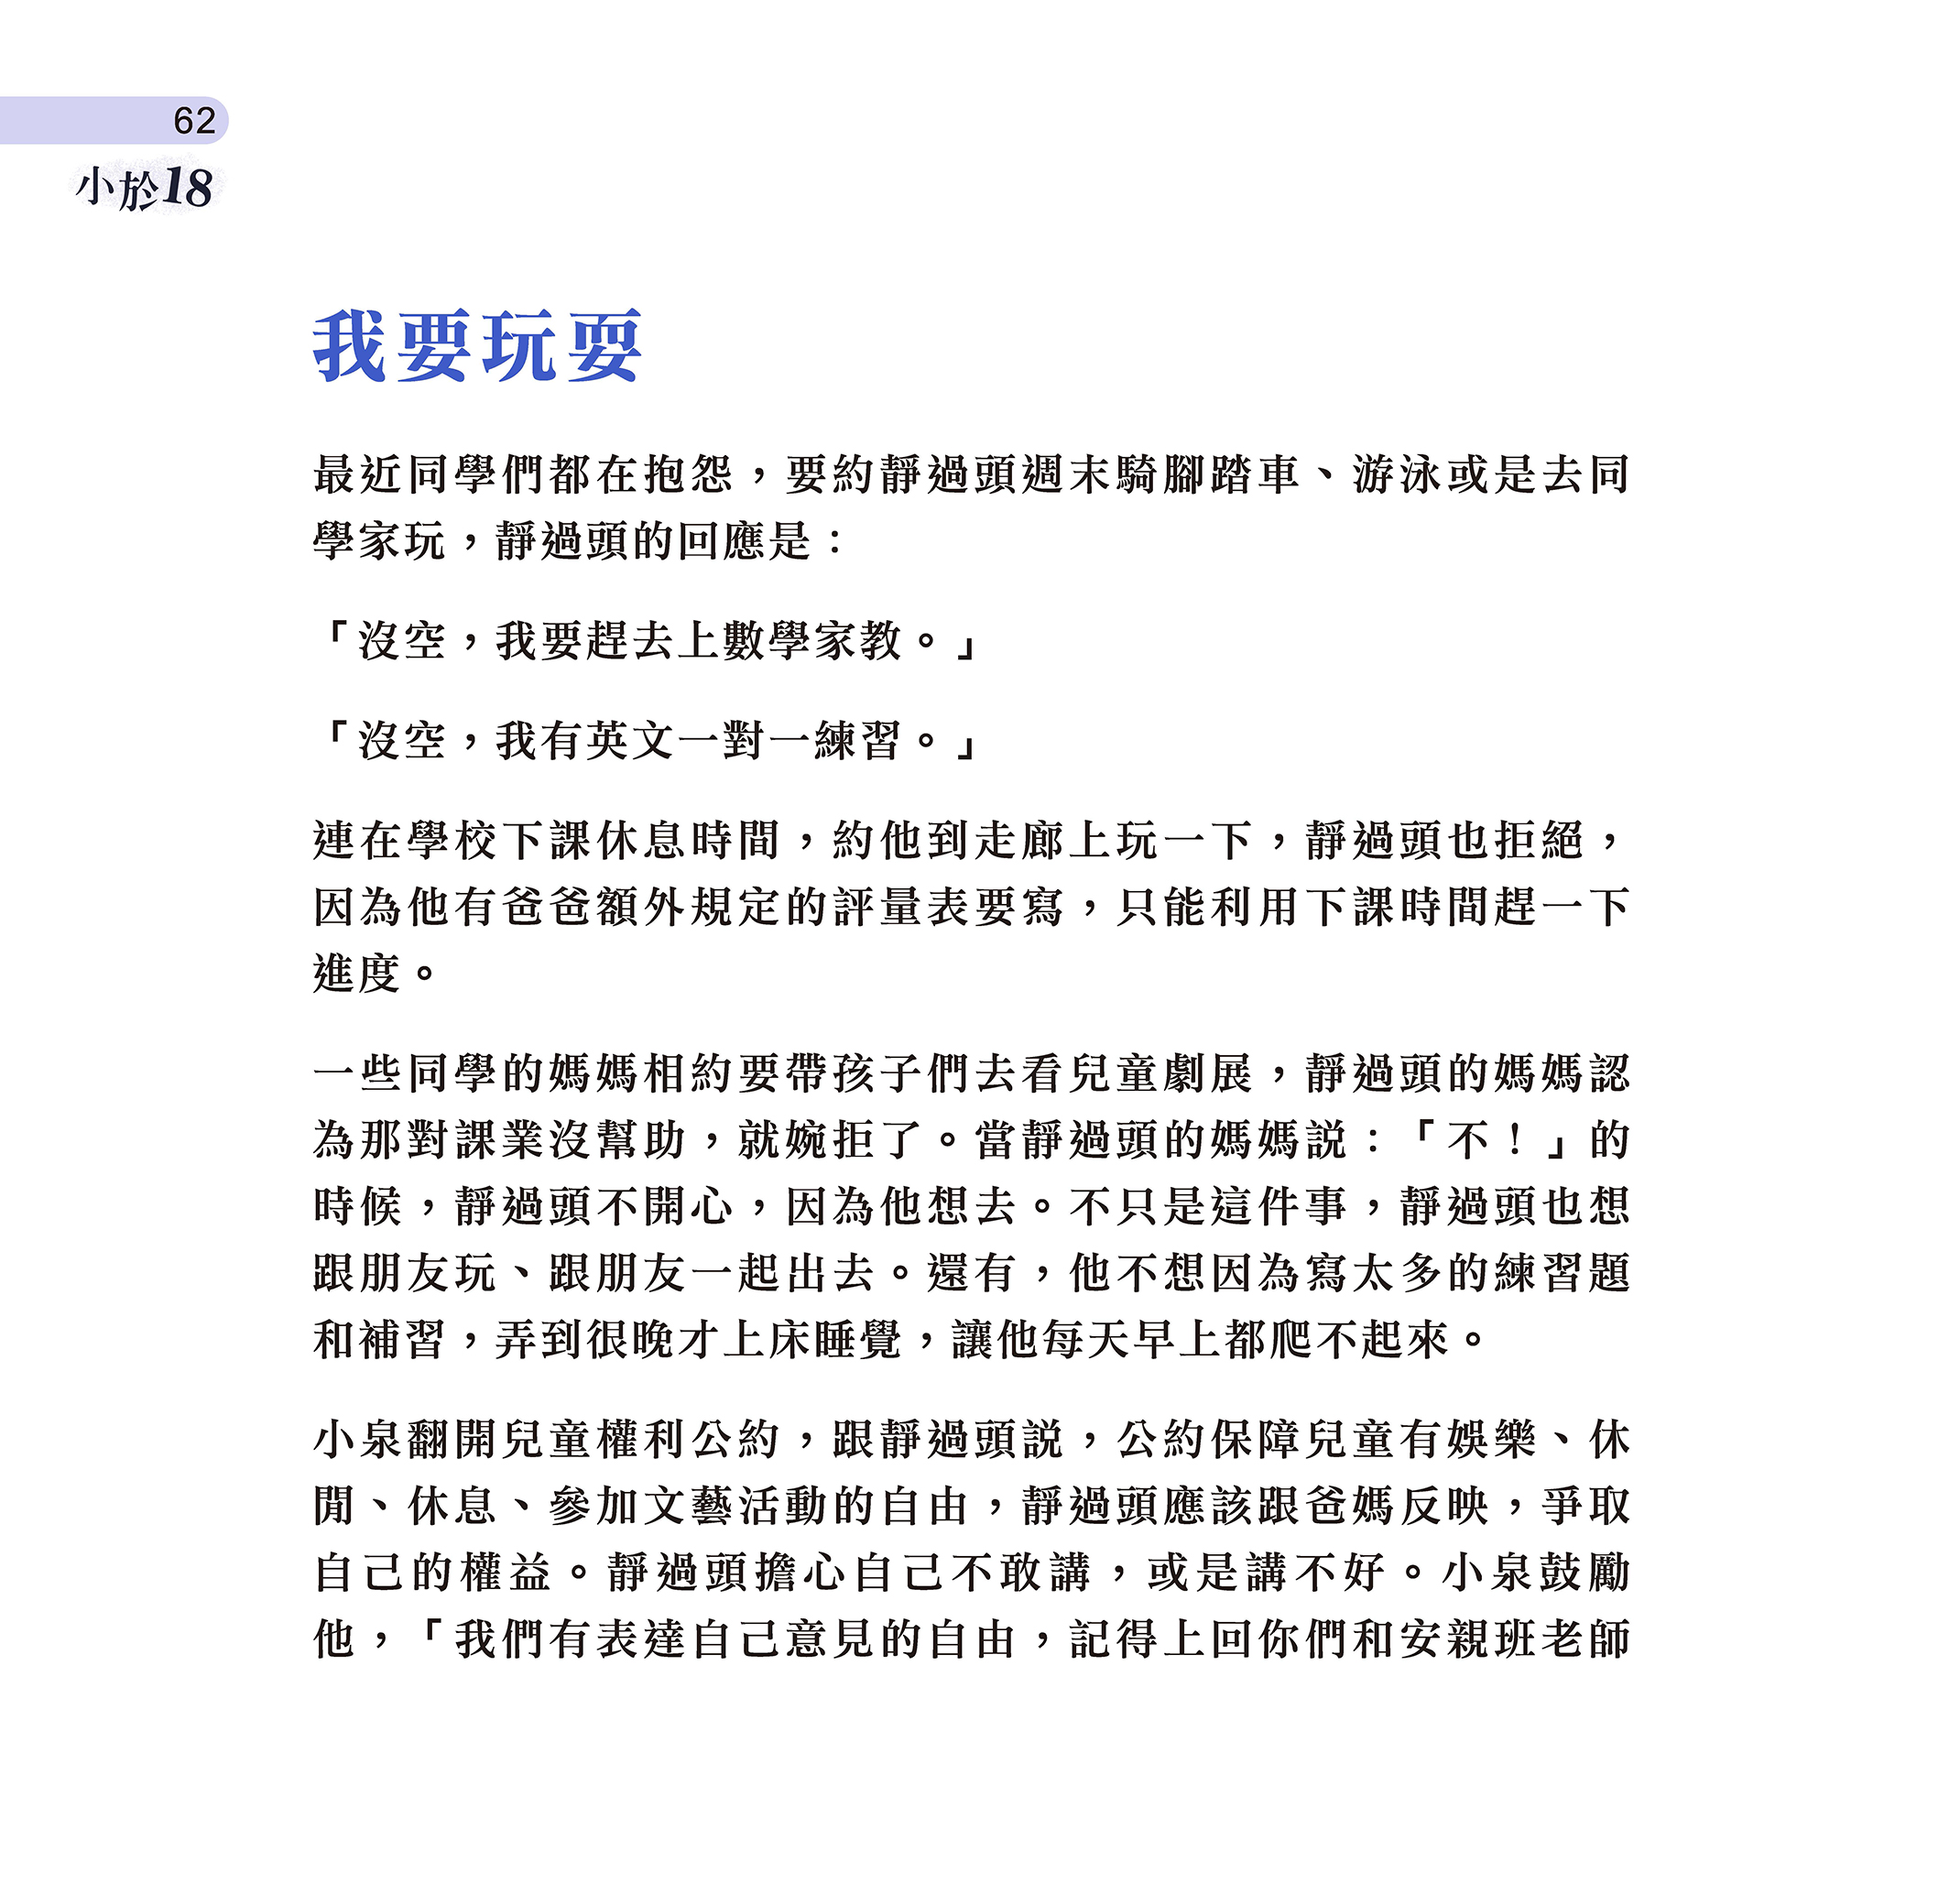 62
小於18
我要玩耍
最近同學們都在抱怨，要約靜過頭週末騎腳踏車、游泳或是去同
學家玩，靜過頭的回應是：
「沒空，我要趕去上數學家教。」
「沒空，我有英文一對一練習。」
連在學校下課休息時間，約他到走廊上玩一下，靜過頭也拒絕，
因為他有爸爸額外規定的評量表要寫，只能利用下課時間趕一下
進度。
一些同學的媽媽相約要帶孩子們去看兒童劇展，靜過頭的媽媽認
為那對課業沒幫助，就婉拒了。當靜過頭的媽媽說：「不！」的
時候，靜過頭不開心，因為他想去。不只是這件事，靜過頭也想
跟朋友玩、跟朋友一起出去。還有，他不想因為寫太多的練習題
和補習，弄到很晚才上床睡覺，讓他每天早上都爬不起來。
小泉翻開兒童權利公約，跟靜過頭說，公約保障兒童有娛樂、休
閒、休息、參加文藝活動的自由，靜過頭應該跟爸媽反映，爭取
自己的權益。靜過頭擔心自己不敢講，或是講不好。小泉鼓勵
他，「我們有表達自己意見的自由，記得上回你們和安親班老師